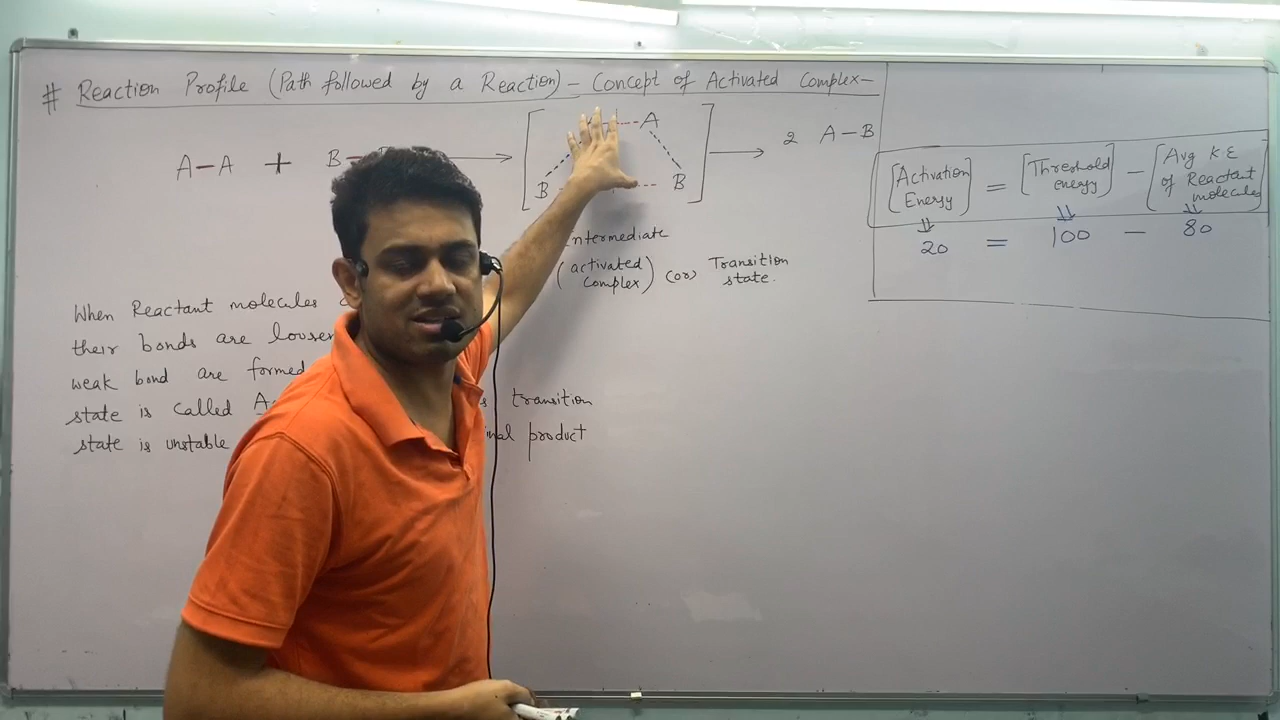 # Reaction Profile (Path followed by a Reaction) – Concept of Activated Complex–
A–A + B– → [ A B B ] → 2 A–B
Intermediate
(activated complex) (or) Transition state.
When Reactant molecules
their bonds are
weak bond are formed
state is called transition
state is unstable product
[Activation Energy] = [Threshold energy] – [Avg K.E of Reactant molecules]
20 = 100 – 80